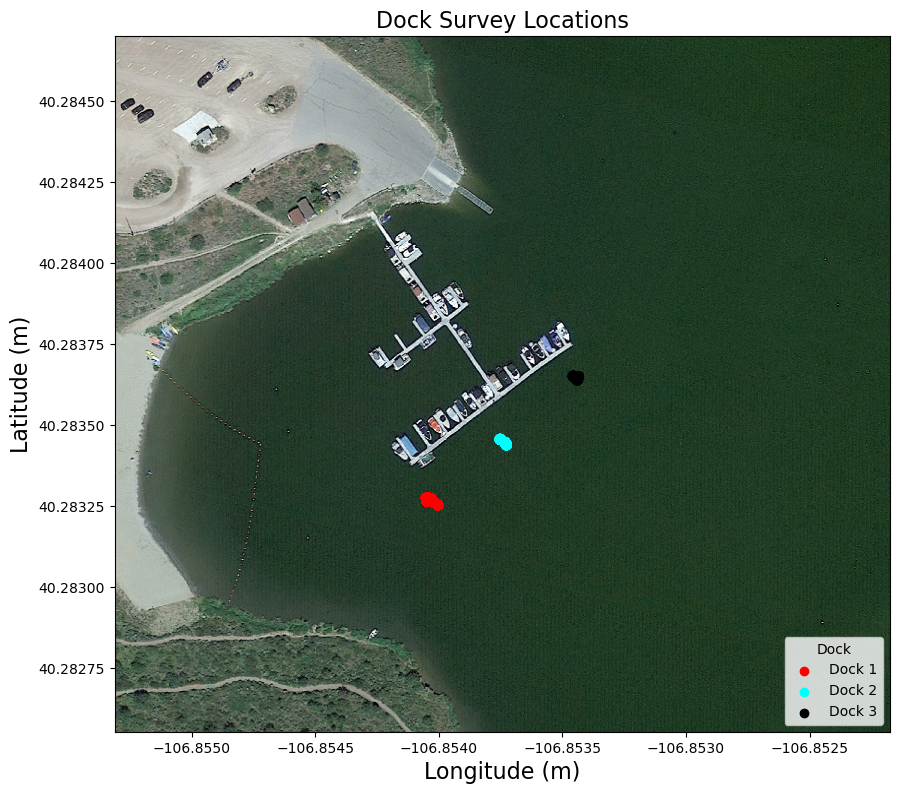 Dock Survey Locations
Latitude (m)
40.28450
40.28425
40.28400
40.28375
40.28350
40.28325
40.28300
40.28275
−106.8550
−106.8545
−106.8540
−106.8535
−106.8530
−106.8525
Longitude (m)
Dock
Dock 1
Dock 2
Dock 3